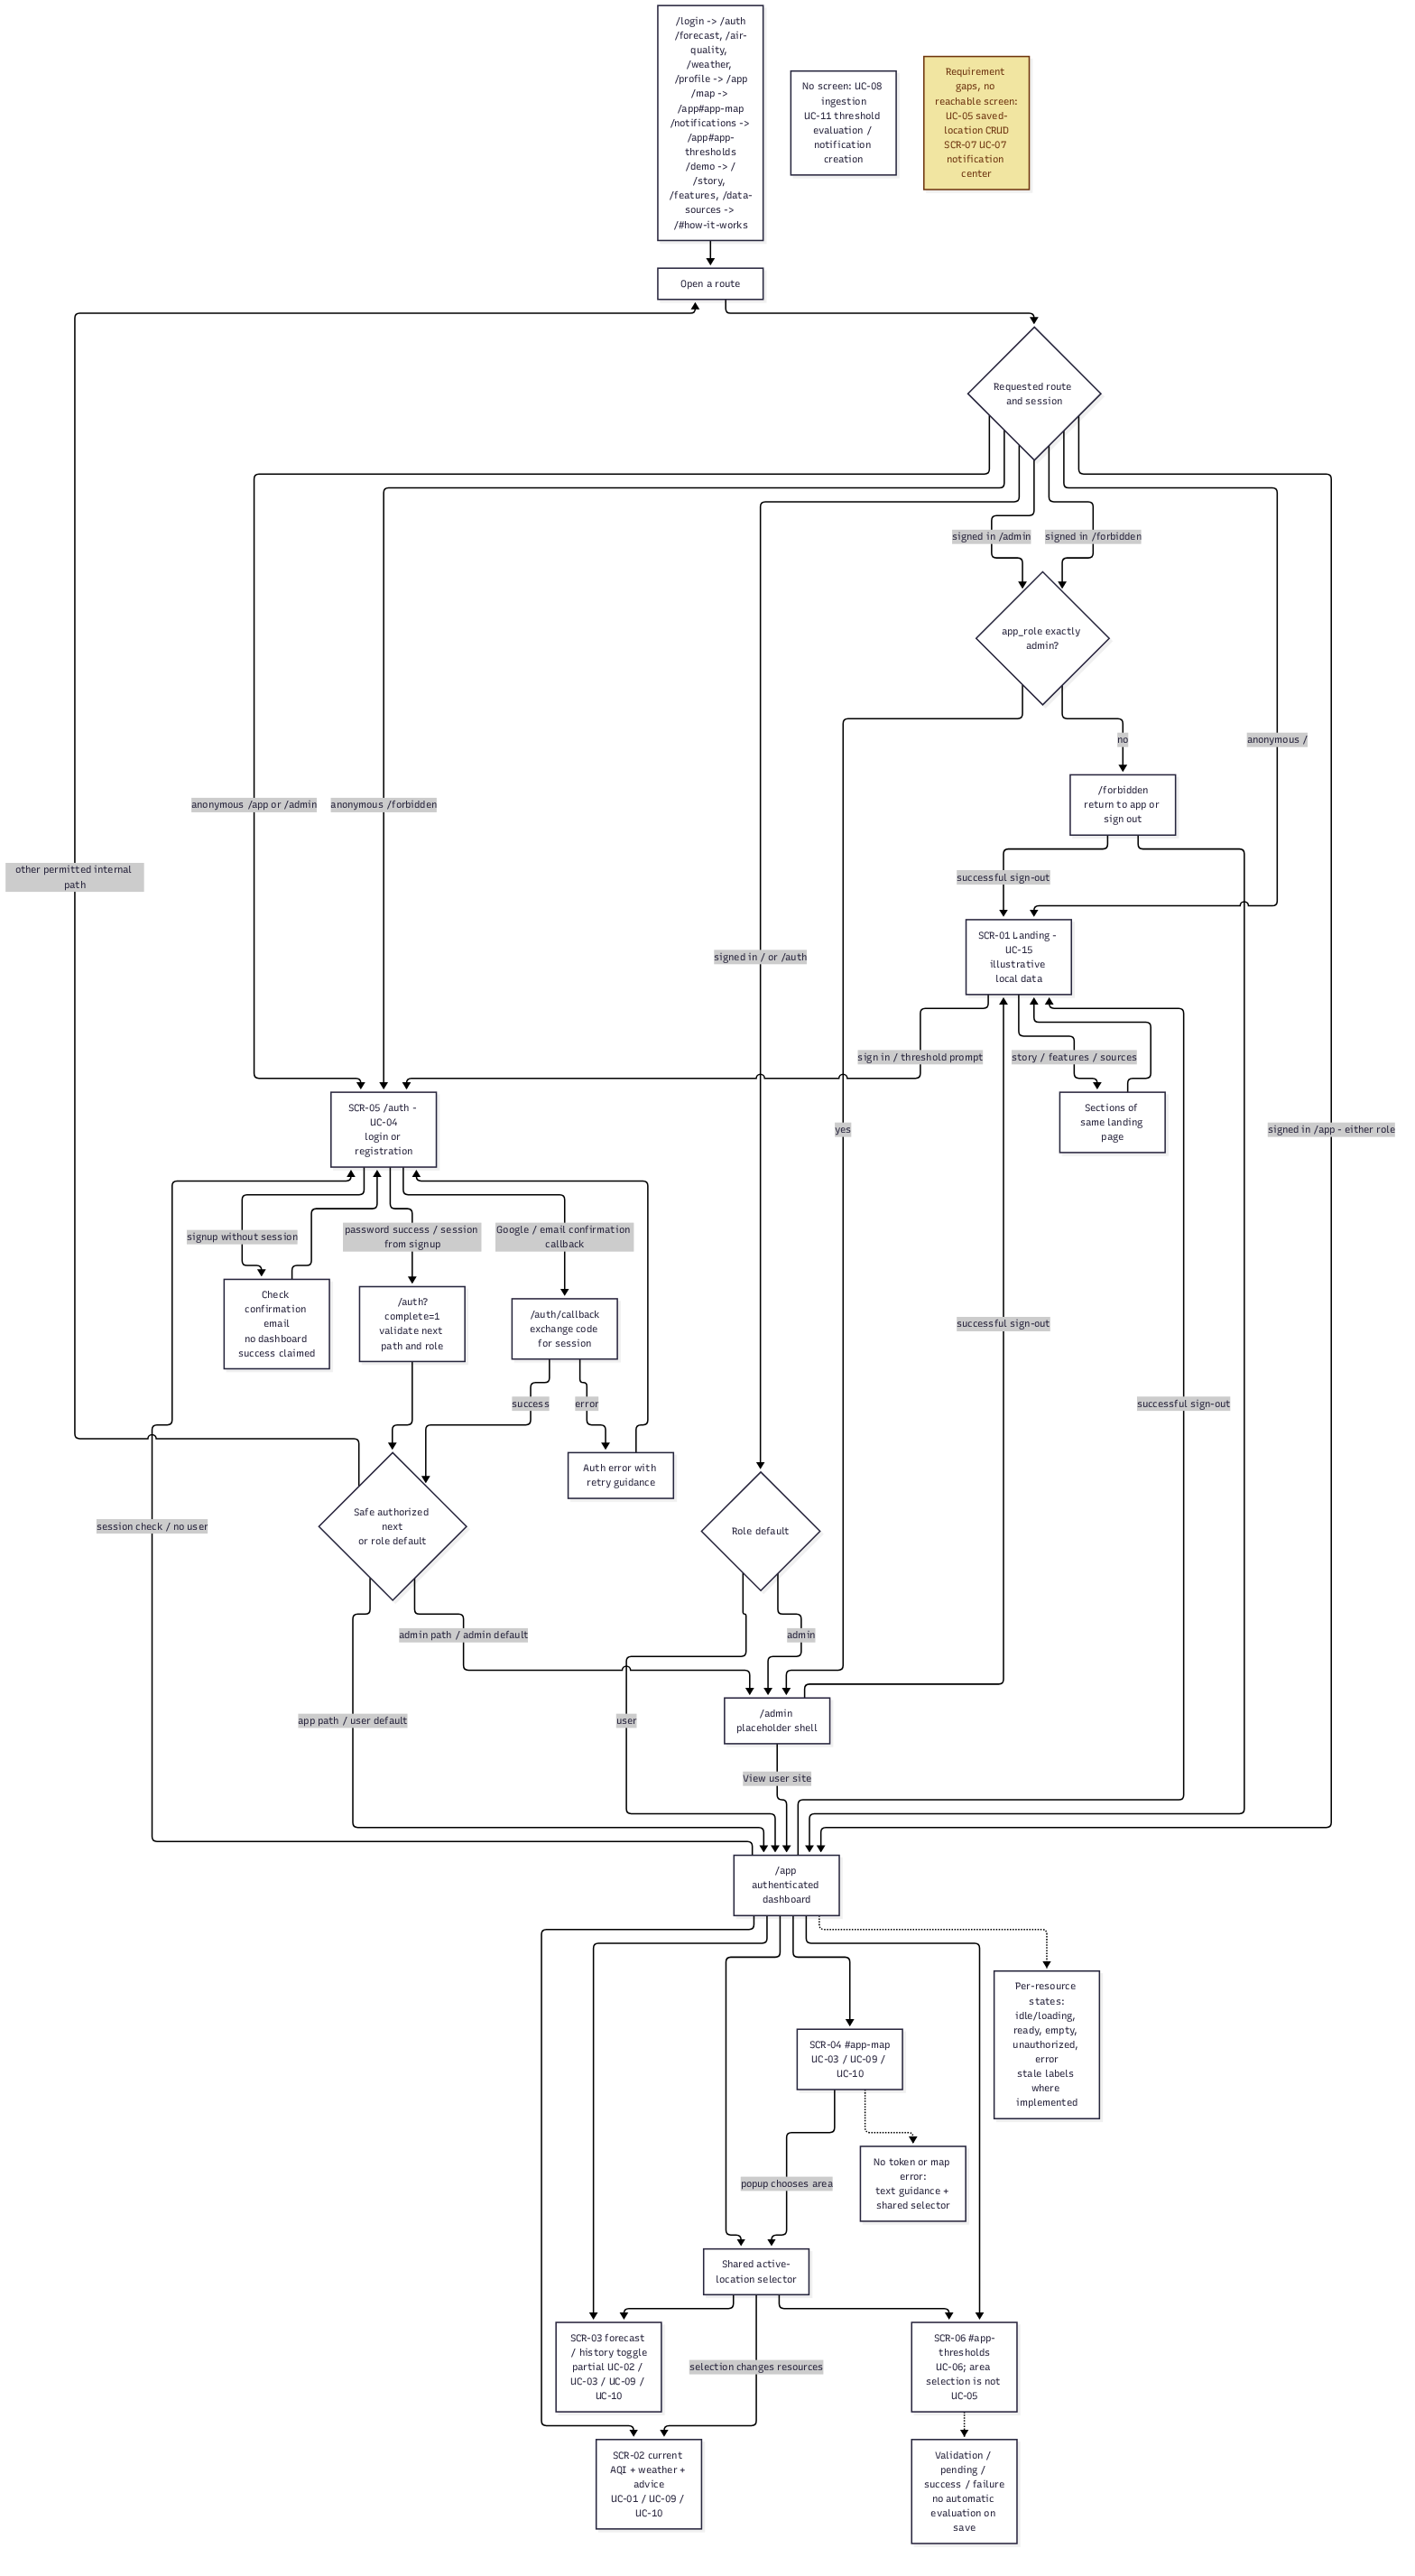 /login -> /auth
/forecast, /air-
quality,
/weather,
/profile -> /app
/map ->
/app#app-map
/notifications ->
/app#app-
thresholds
/demo -> /
/story,
/features, /data-
sources ->
/#how-it-works
No screen: UC-08
ingestion
UC-11 threshold
evaluation /
notification
creation
Requirement
gaps, no
reachable screen:
UC-05 saved-
location CRUD
SCR-07 UC-07
notification
center
Open a route
Requested route
and session
signed in /admin
signed in /forbidden
app_role exactly
admin?
no
anonymous /
anonymous /app or /admin
anonymous /forbidden
/forbidden
return to app or
sign out
other permitted internal
path
successful sign-out
signed in / or /auth
SCR-01 Landing -
UC-15
illustrative
local data
sign in / threshold prompt
story / features / sources
SCR-05 /auth -
UC-04
login or
registration
yes
Sections of
same landing
page
signed in /app - either role
signup without session
password success / session
from signup
Google / email confirmation
callback
Check
confirmation
email
no dashboard
success claimed
/auth?
complete=1
validate next
path and role
/auth/callback
exchange code
for session
successful sign-out
success
error
successful sign-out
Auth error with
retry guidance
session check / no user
Safe authorized
next
or role default
Role default
admin path / admin default
admin
app path / user default
user
/admin
placeholder shell
View user site
/app
authenticated
dashboard
Per-resource
states:
idle/loading,
ready, empty,
unauthorized,
error
stale labels
where
implemented
SCR-04 #app-map
UC-03 / UC-09 /
UC-10
popup chooses area
No token or map
error:
text guidance +
shared selector
Shared active-
location selector
SCR-03 forecast
/ history toggle
partial UC-02 /
UC-03 / UC-09 /
UC-10
selection changes resources
SCR-06 #app-
thresholds
UC-06; area
selection is not
UC-05
SCR-02 current
AQI + weather +
advice
UC-01 / UC-09 /
UC-10
Validation /
pending /
success / failure
no automatic
evaluation on
save